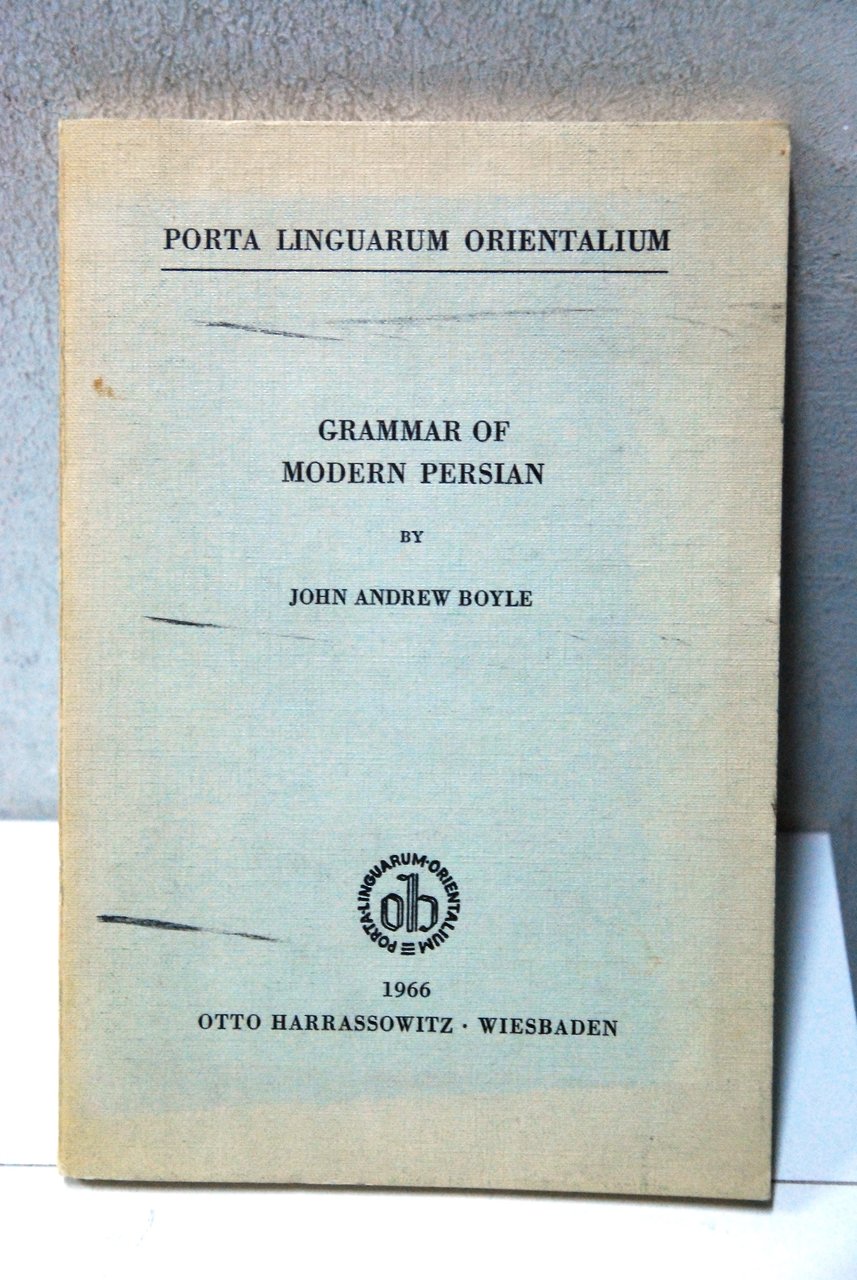 PORTA LINGUARUM ORIENTALIUM
GRAMMAR OF
MODERN PERSIAN
BY
JOHN ANDREW BOYLE
PORTA·LINGUARUM·ORIENTALIUM
ob
1966
OTTO HARRASSOWITZ · WIESBADEN